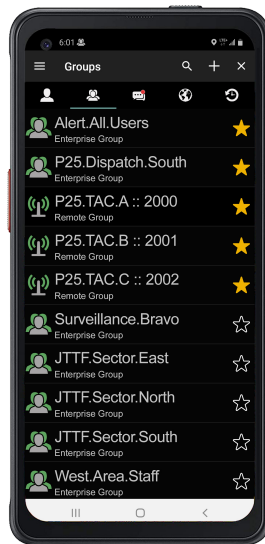 6:01
Groups
Alert.All.Users
Enterprise Group
P25.Dispatch.South
Enterprise Group
P25.TAC.A :: 2000
Remote Group
P25.TAC.B :: 2001
Remote Group
P25.TAC.C :: 2002
Remote Group
Surveillance.Bravo
Enterprise Group
JTTF.Sector.East
Enterprise Group
JTTF.Sector.North
Enterprise Group
JTTF.Sector.South
Enterprise Group
West.Area.Staff
Enterprise Group